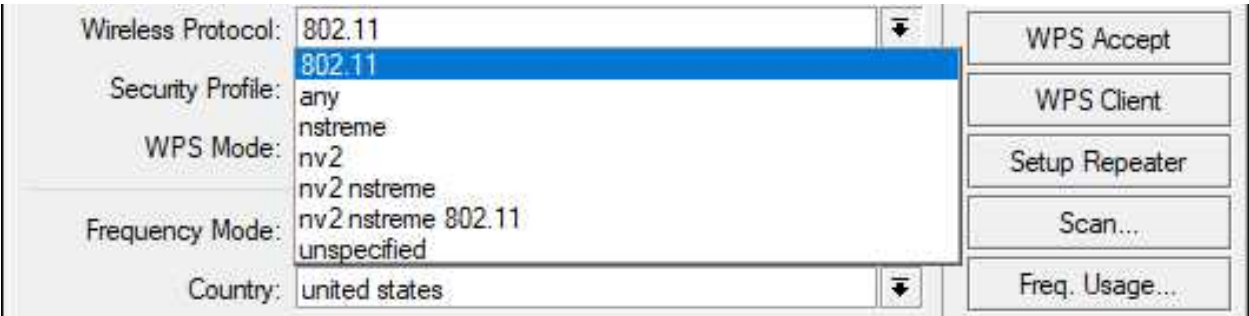 Wireless Protocol: 802.11 WPS Accept
802.11
Security Profile: any WPS Client
nstreme
WPS Mode: nv2 Setup Repeater
nv2 nstreme
Frequency Mode: nv2 nstreme 802.11 Scan...
unspecified
Country: united states Freq. Usage...